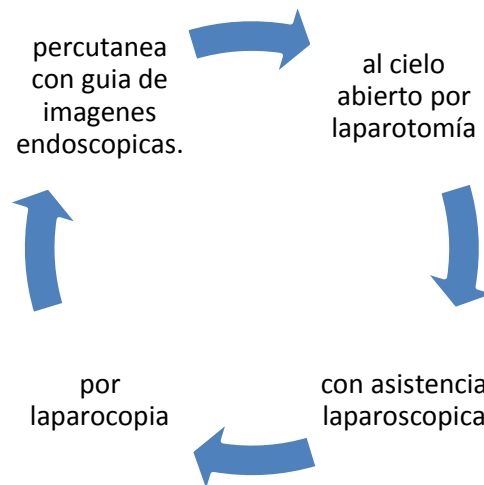 percutanea
con guia de
imagenes
endoscopicas.
al cielo
abierto por
laparotomía
con asistencia
laparoscopica
por
laparocopia